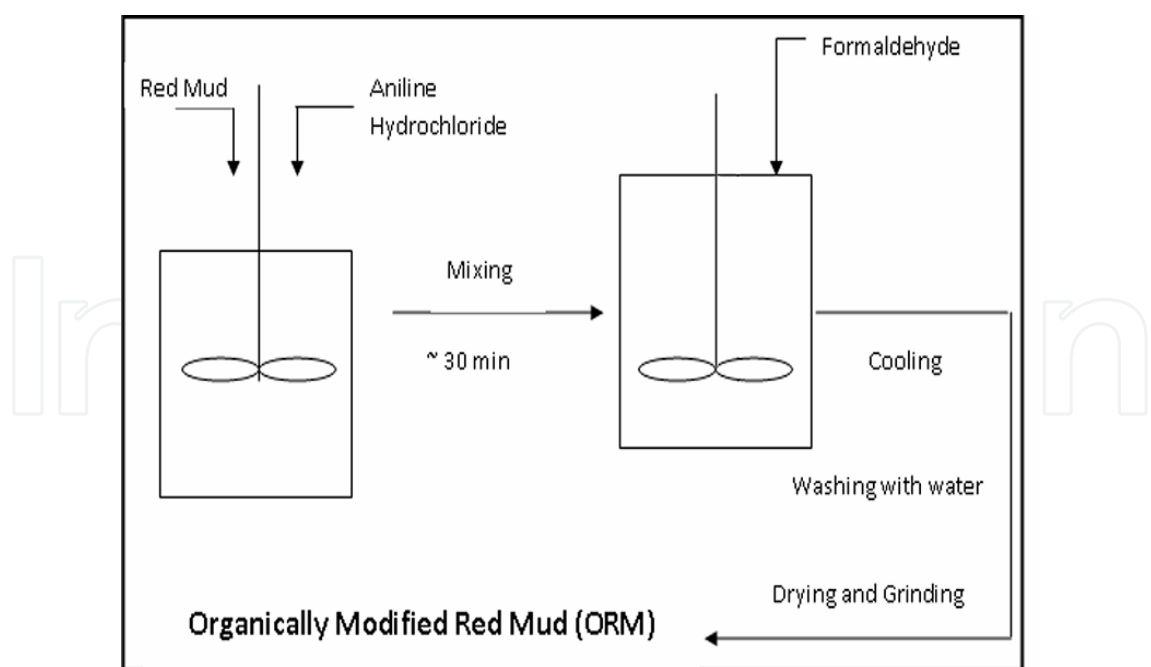 Formaldehyde
Red Mud
Aniline
Hydrochloride
Mixing
~ 30 min
Cooling
Washing with water
Drying and Grinding
Organically Modified Red Mud (ORM)